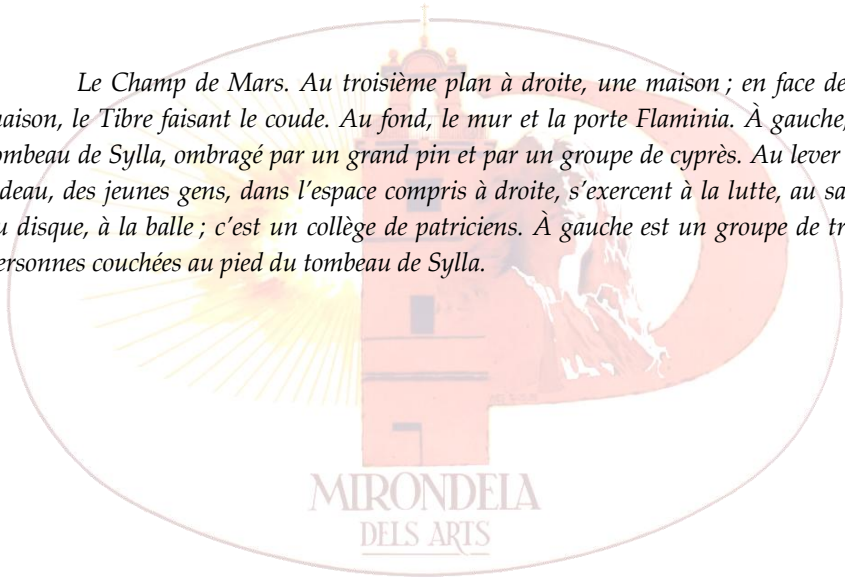 Le Champ de Mars. Au troisième plan à droite, une maison ; en face de
maison, le Tibre faisant le coude. Au fond, le mur et la porte Flaminia. À gauche,
ombeau de Sylla, ombragé par un grand pin et par un groupe de cyprès. Au lever
ideau, des jeunes gens, dans l'espace compris à droite, s'exercent à la lutte, au sa
u disque, à la balle ; c'est un collège de patriciens. À gauche est un groupe de tr
ersonnes couchées au pied du tombeau de Sylla.
MIRONDELA
DELS ARTS